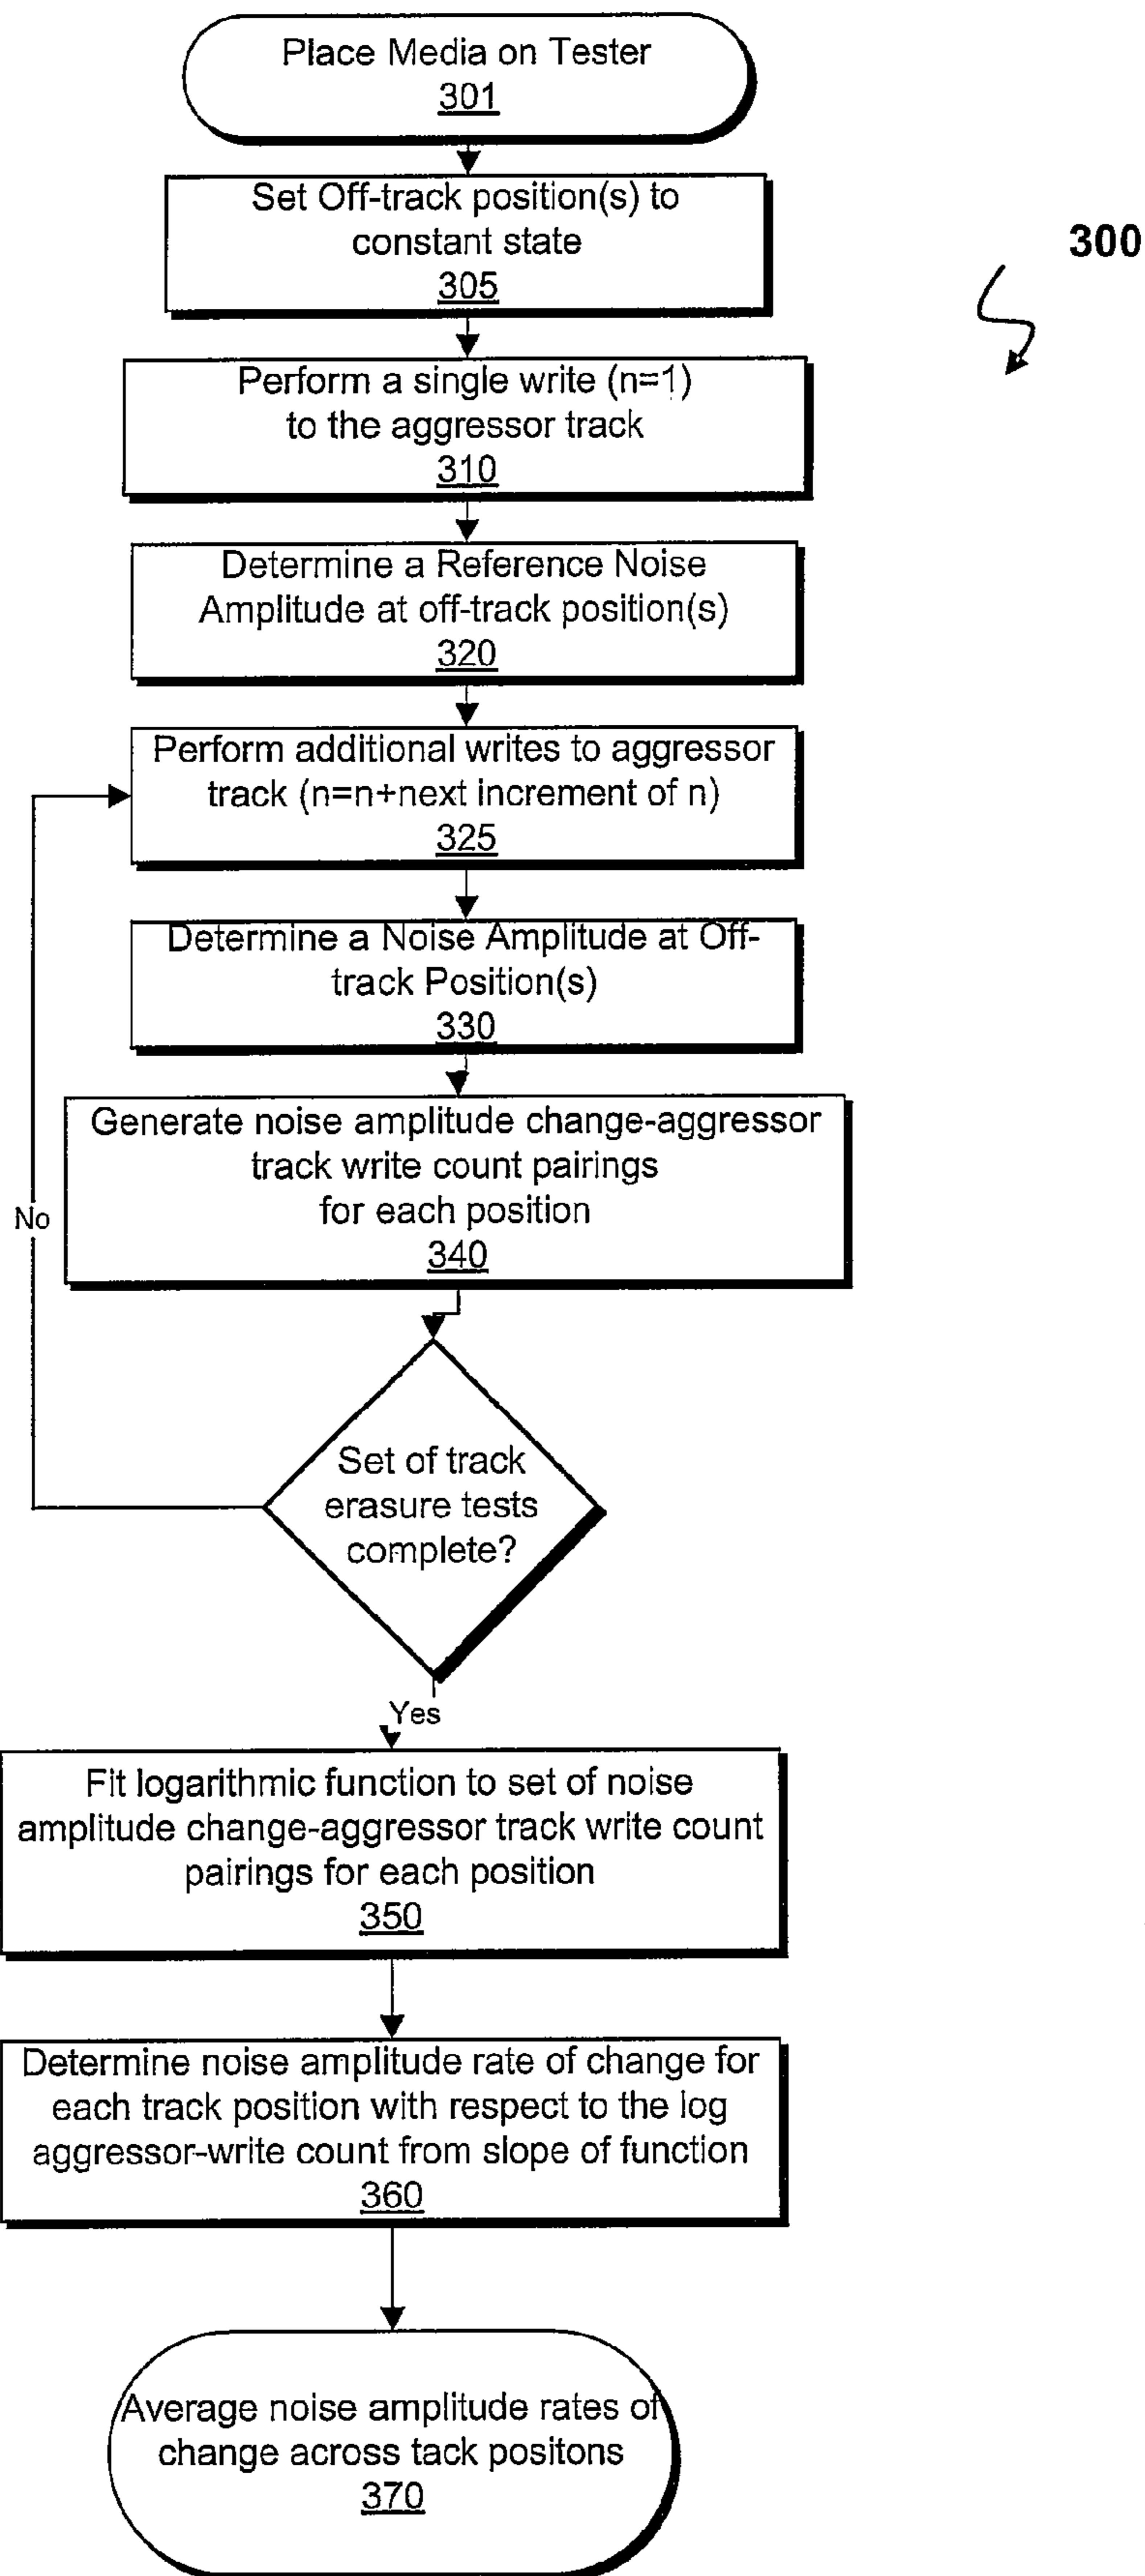 Place Media on Tester
301
Set Off-track position(s) to
constant state
305
300
Perform a single write (n=1)
to the aggressor track
310
Determine a Reference Noise
Amplitude at off-track position(s)
320
Perform additional writes to aggressor
track (n=n+next increment of n)
325
Determine a Noise Amplitude at Off-
track Position(s)
330
Generate noise amplitude change-aggressor
track write count pairings
for each position
340
No
Set of track
erasure tests
complete?
Yes
Fit logarithmic function to set of noise
amplitude change-aggressor track write count
pairings for each position
350
Determine noise amplitude rate of change for
each track position with respect to the log
aggressor-write count from slope of function
360
Average noise amplitude rates of
change across tack positons
370